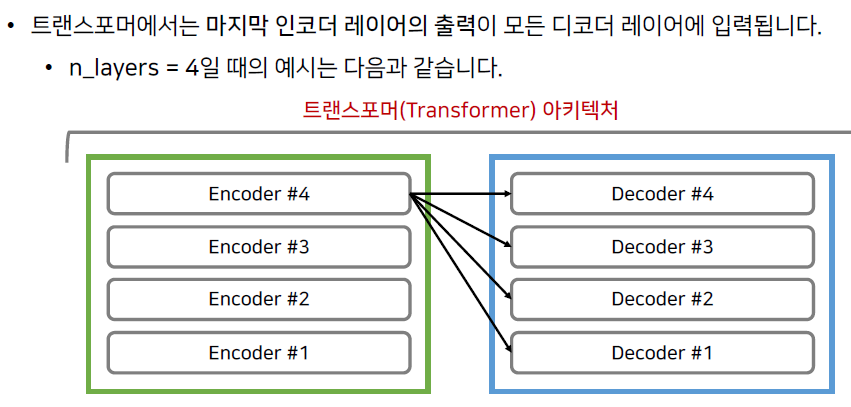 • 트랜스포머에서는 마지막 인코더 레이어의 출력이 모든 디코더 레이어에 입력됩니다.
• n_layers = 4일 때의 예시는 다음과 같습니다.
트랜스포머(Transformer) 아키텍처
Encoder #4
Decoder #4
Encoder #3
Decoder #3
Encoder #2
Decoder #2
Encoder #1
Decoder #1